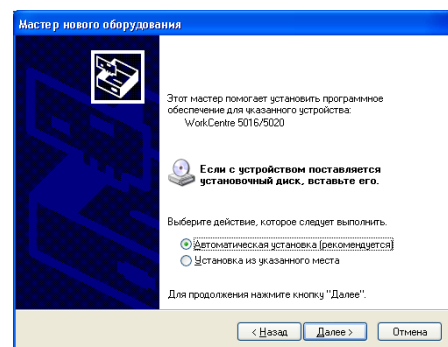 Мастер нового оборудования
Этот мастер помогает установить программное
обеспечение для указанного устройства:
WorkCentre 5016/5020
Если с устройством поставляется
установочный диск, вставьте его.
Выберите действие, которое следует выполнить.
Автоматическая установка (рекомендуется)
Установка из указанного места
Для продолжения нажмите кнопку "Далее".
< Назад Далее > Отмена